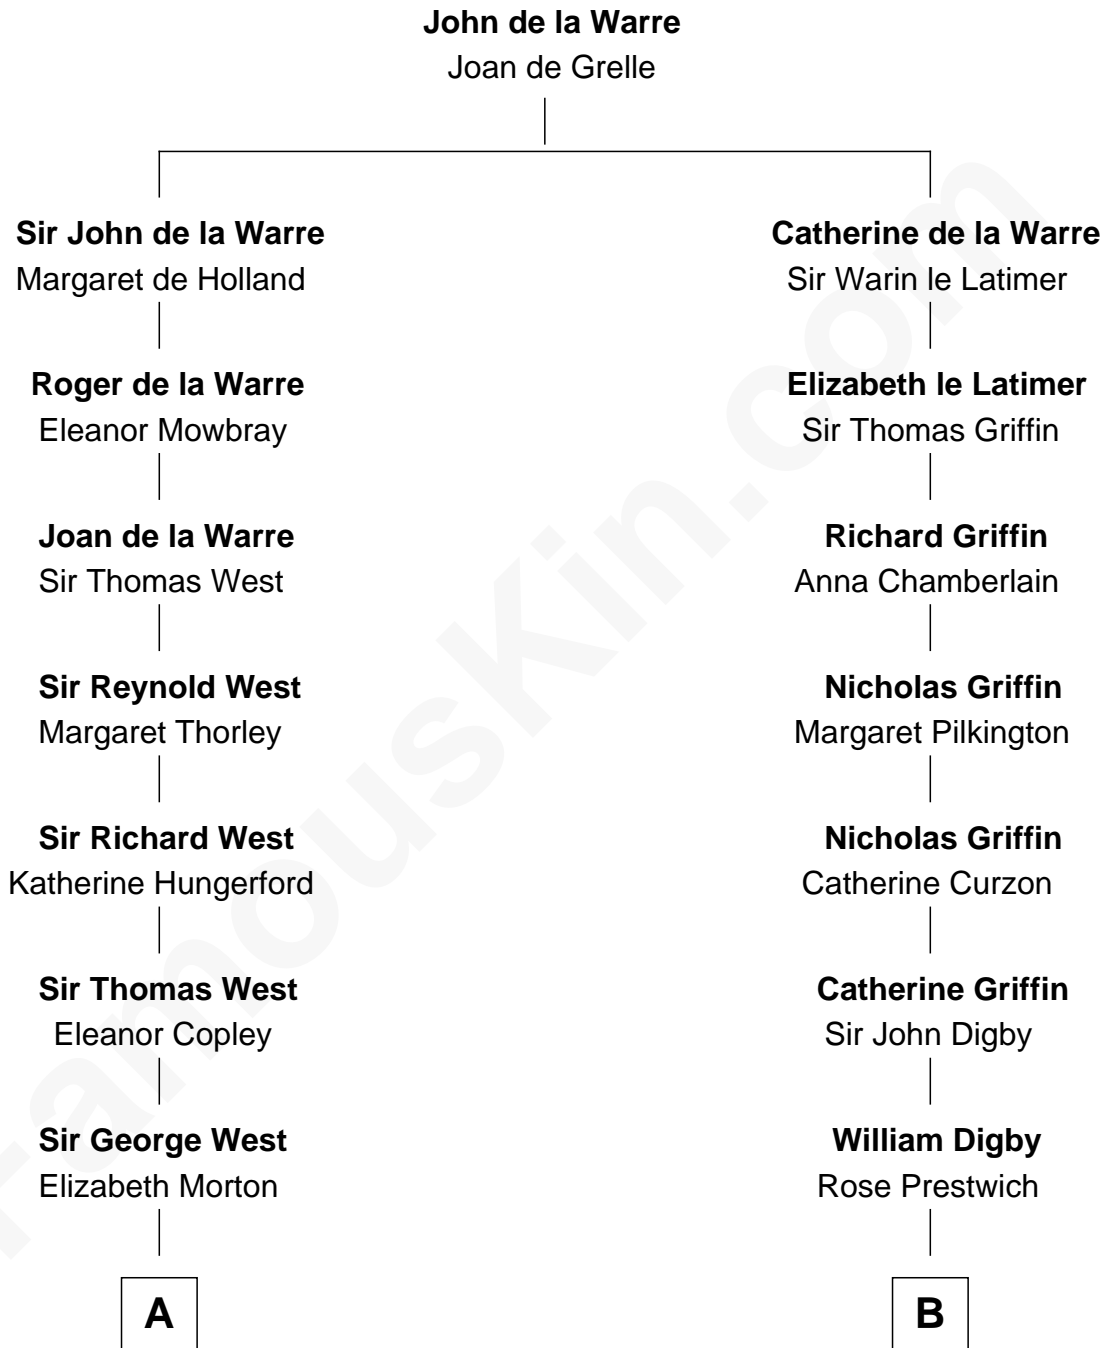 John de la Warre
Joan de Grelle
Sir John de la Warre
Margaret de Holland
Catherine de la Warre
Sir Warin le Latimer
Roger de la Warre
Eleanor Mowbray
Elizabeth le Latimer
Sir Thomas Griffin
Joan de la Warre
Sir Thomas West
Richard Griffin
Anna Chamberlain
Sir Reynold West
Margaret Thorley
Nicholas Griffin
Margaret Pilkington
Sir Richard West
Katherine Hungerford
Nicholas Griffin
Catherine Curzon
Sir Thomas West
Eleanor Copley
Catherine Griffin
Sir John Digby
Sir George West
Elizabeth Morton
William Digby
Rose Prestwich
A
B
FamousKin.com